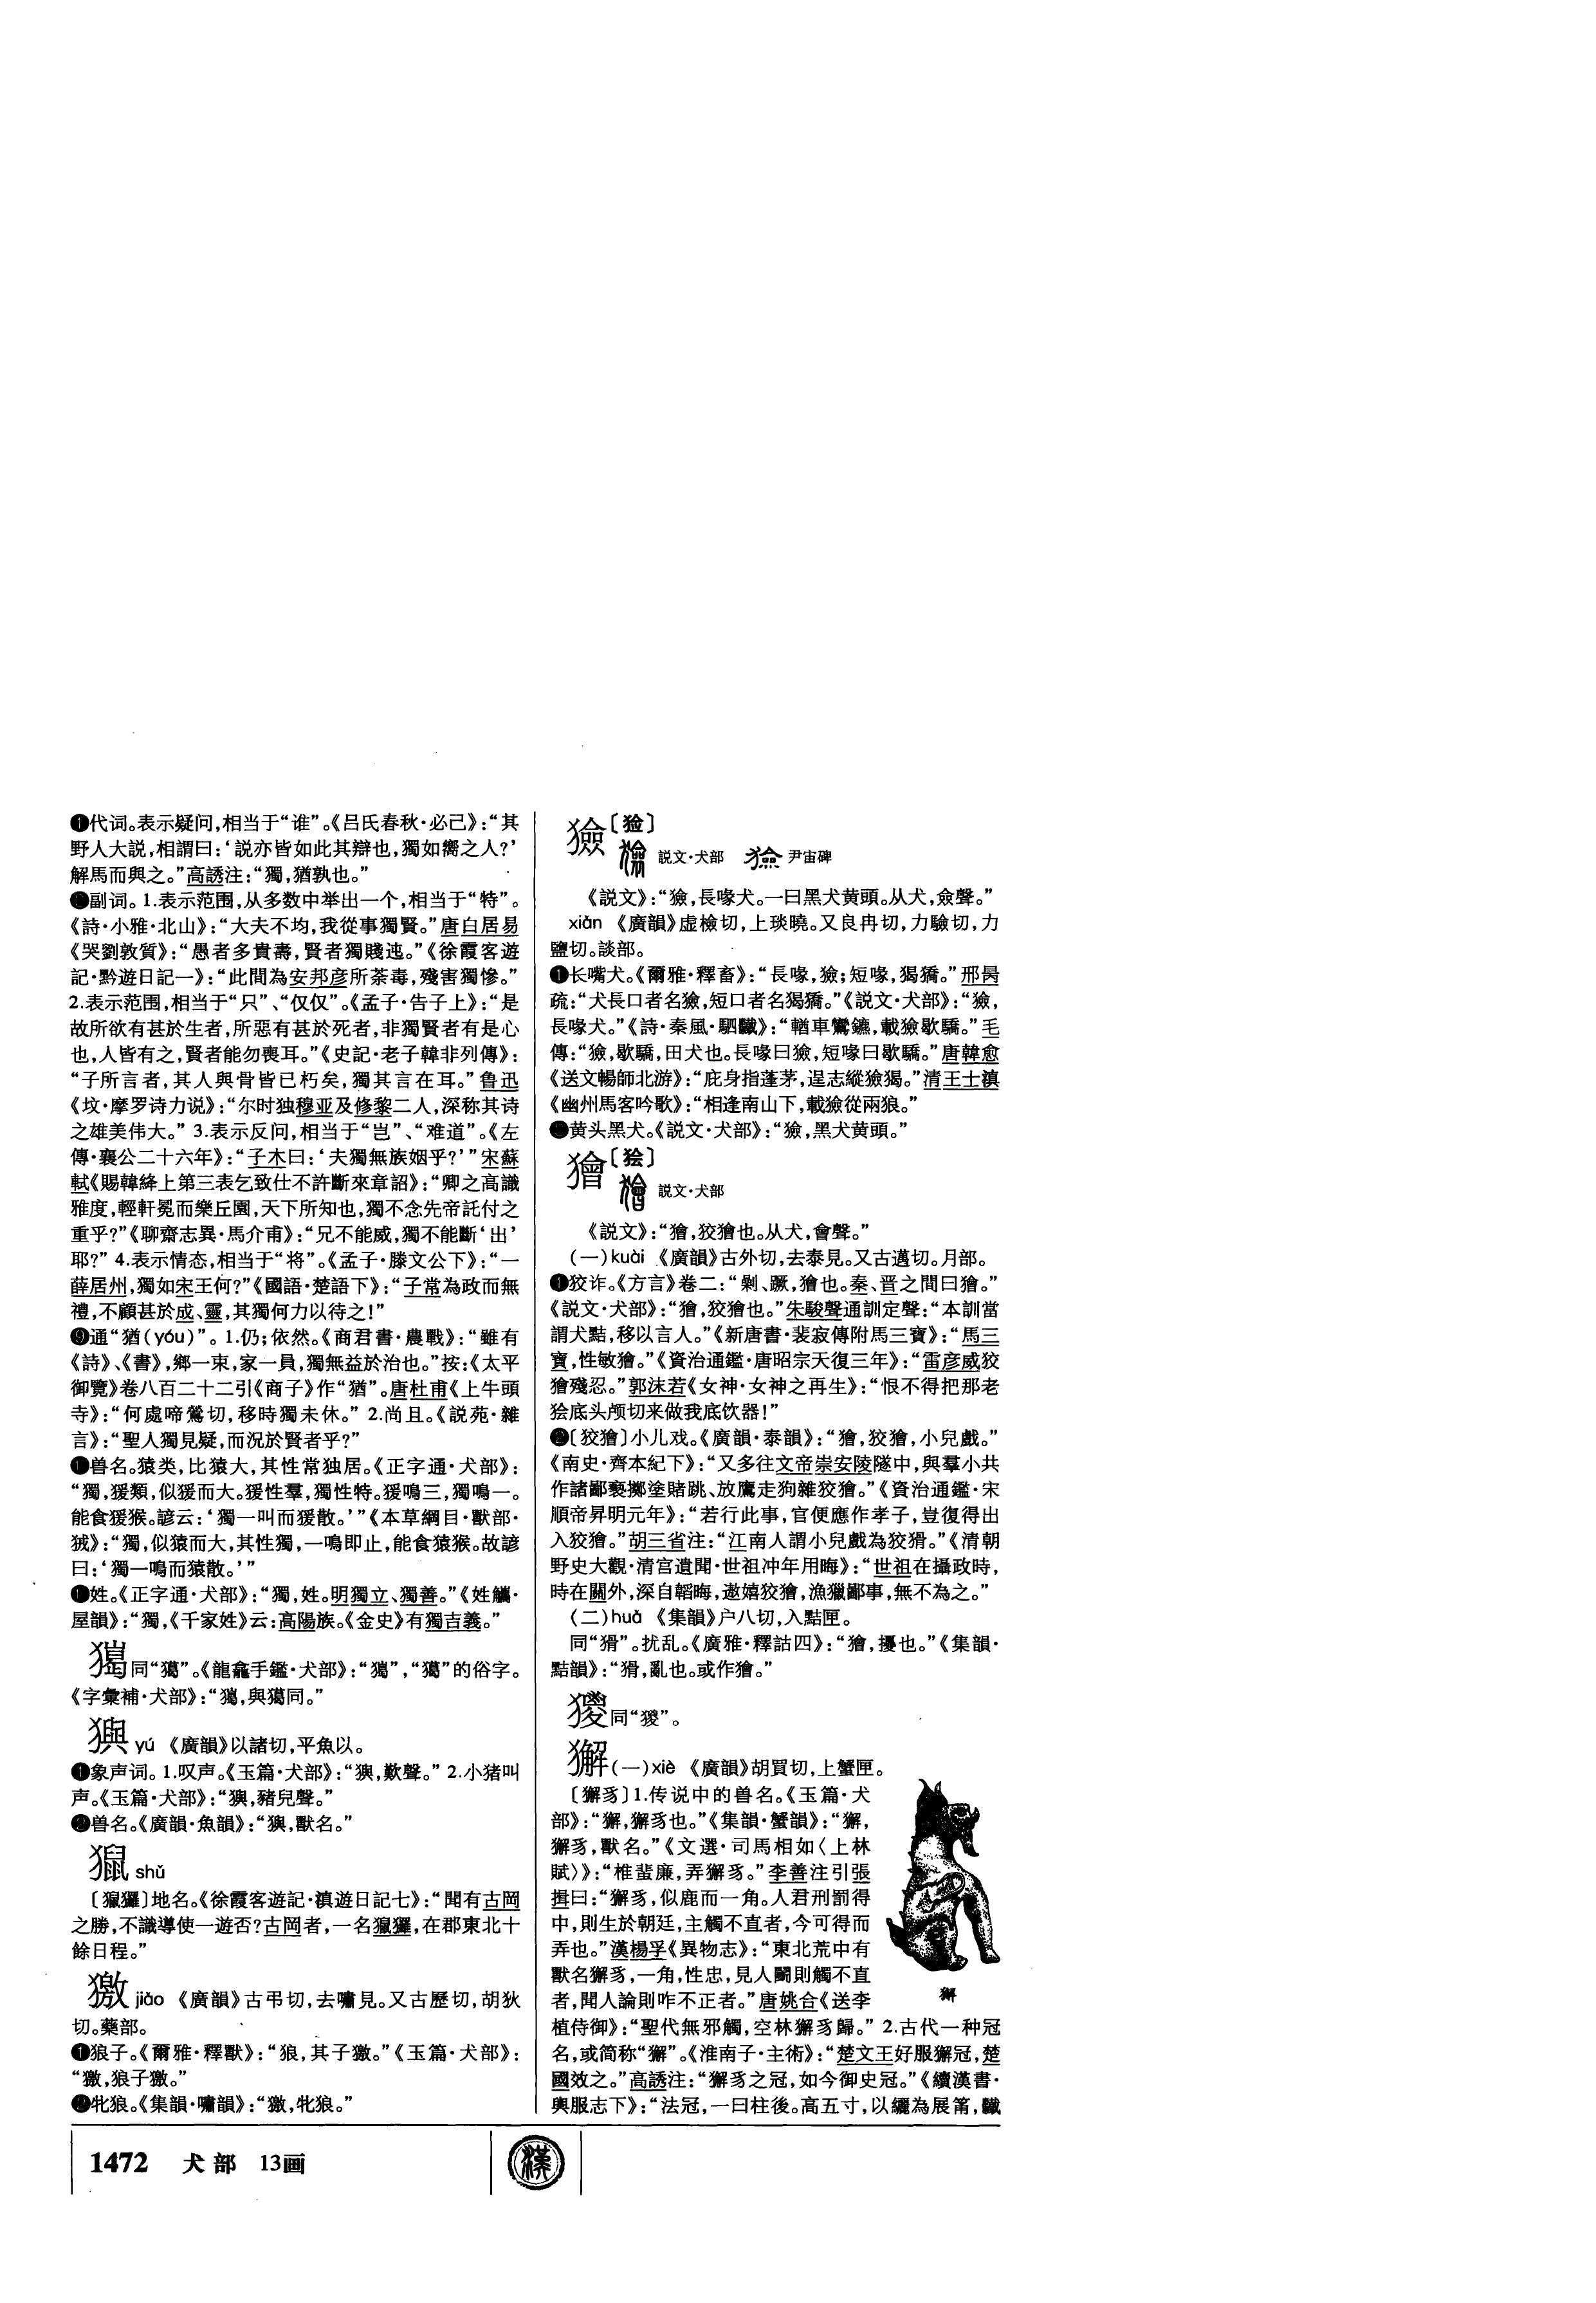 ❶代词。表示疑问,相当于“谁”。《吕氏春秋·必己》:“其
野人大説,相謂曰:‘説亦皆如此其辯也,獨如嚮之人?’
解馬而與之。”高誘注:“獨,猶孰也。”
副词。1.表示范围,从多数中举出一个,相当于“特”。
《詩·小雅·北山》:“大夫不均,我從事獨賢。”唐白居易
《哭劉敦質》:“愚者多貴壽,賢者獨賤迍。”《徐霞客遊
記·黔遊日記一》:“此間為安邦彦所荼毒,殘害獨慘。”
2.表示范围,相当于“只”、“仅仅”。《孟子·告子上》:“是
故所欲有甚於生者,所惡有甚於死者,非獨賢者有是心
也,人皆有之,賢者能勿喪耳。”《史記·老子韓非列傳》:
“子所言者,其人與骨皆已朽矣,獨其言在耳。”鲁迅
《坟·摩罗诗力说》:“尔时独穆亚及修黎二人,深称其诗
之雄美伟大。” 3.表示反问,相当于“岂”、“难道”。《左
傳·襄公二十六年》:“子木曰:‘夫獨無族姻乎?’”宋蘇
軾《賜韓絳上第三表乞致仕不許斷來章詔》:“卿之高識
雅度,輕軒冕而樂丘園,天下所知也,獨不念先帝託付之
重乎?”《聊齋志異·馬介甫》:“兄不能威,獨不能斷‘出’
耶?” 4.表示情态,相当于“将”。《孟子·滕文公下》:“一
薛居州,獨如宋王何?”《國語·楚語下》:“子常為政而無
禮,不顧甚於成、靈,其獨何力以待之!”
❾通“猶(yóu)”。1.仍;依然。《商君書·農戰》:“雖有
《詩》、《書》,鄉一束,家一員,獨無益於治也。”按:《太平
御覽》卷八百二十二引《商子》作“猶”。唐杜甫《上牛頭
寺》:“何處啼鶯切,移時獨未休。” 2.尚且。《説苑·雜
言》:“聖人獨見疑,而況於賢者乎?”
兽名。猿类,比猿大,其性常独居。《正字通·犬部》:
“獨,猨類,似猨而大。猨性羣,獨性特。猨鳴三,獨鳴一。
能食猨猴。諺云:‘獨一叫而猨散。’”《本草綱目·獸部·
狨》:“獨,似猿而大,其性獨,一鳴即止,能食猿猴。故諺
曰:‘獨一鳴而猿散。’”
姓。《正字通·犬部》:“獨,姓。明獨立、獨善。”《姓觿·
屋韻》:“獨,《千家姓》云:高陽族。《金史》有獨吉義。”
同“獦”。《龍龕手鑑·犬部》:“”,“獦”的俗字。
《字彙補·犬部》:“,與獦同。”
㺞 yú 《廣韻》以諸切,平魚以。
❶象声词。1.叹声。《玉篇·犬部》:“㺞,歎聲。” 2.小猪叫
声。《玉篇·犬部》:“㺞,豬兒聲。”
❷兽名。《廣韻·魚韻》:“㺞,獸名。”
shǔ
〔玀〕地名。《徐霞客遊記·滇遊日記七》:“聞有古岡
之勝,不識導使一遊否?古岡者,一名玀,在郡東北十
餘日程。”
獥 jiào 《廣韻》古弔切,去嘯見。又古歷切,胡狄
切。藥部。
❶狼子。《爾雅·釋獸》:“狼,其子獥。”《玉篇·犬部》:
“獥,狼子獥。”
❷牝狼。《集韻·嘯韻》:“獥,牝狼。”
1472 犬部 13画
漢
獫〔猃〕
説文·犬部 尹宙碑
《説文》:“獫,長喙犬。一曰黑犬黄頭。从犬,僉聲。”
xiǎn 《廣韻》虚檢切,上琰曉。又良冉切,力驗切,力
鹽切。談部。
❶长嘴犬。《爾雅·釋畜》:“長喙,獫;短喙,猲獢。”邢昺
疏:“犬長口者名獫,短口者名猲獢。”《説文·犬部》:“獫,
長喙犬。”《詩·秦風·駟驖》:“輶車鸞鑣,載獫歇驕。”毛
傳:“獫,歇驕,田犬也。長喙曰獫,短喙曰歇驕。”唐韓愈
《送文暢師北游》:“庇身指蓬茅,逞志縱獫猲。”清王士禛
《幽州馬客吟歌》:“相逢南山下,載獫從兩狼。”
❷黄头黑犬。《説文·犬部》:“獫,黑犬黄頭。”
獪〔狯〕
説文·犬部
《説文》:“獪,狡獪也。从犬,會聲。”
(一)kuài 《廣韻》古外切,去泰見。又古邁切。月部。
❶狡诈。《方言》卷二:“剿、蹶,獪也。秦、晋之間曰獪。”
《説文·犬部》:“獪,狡獪也。”朱駿聲通訓定聲:“本訓當
謂犬黠,移以言人。”《新唐書·裴寂傳附馬三寶》:“馬三
寶,性敏獪。”《資治通鑑·唐昭宗天復三年》:“雷彦威狡
獪殘忍。”郭沫若《女神·女神之再生》:“恨不得把那老
狯底头颅切来做我底饮器!”
❷〔狡獪〕小儿戏。《廣韻·泰韻》:“獪,狡獪,小兒戲。”
《南史·齊本紀下》:“又多往文帝崇安陵隧中,與羣小共
作諸鄙褻擲塗賭跳、放鷹走狗雜狡獪。”《資治通鑑·宋
順帝昇明元年》:“若行此事,官便應作孝子,豈復得出
入狡獪。”胡三省注:“江南人謂小兒戲為狡猾。”《清朝
野史大觀·清宫遺聞·世祖冲年用晦》:“世祖在攝政時,
時在關外,深自韜晦,遨嬉狡獪,漁獵鄙事,無不為之。”
(二)huá 《集韻》户八切,入黠匣。
同“猾”。扰乱。《廣雅·釋詁四》:“獪,擾也。”《集韻·
黠韻》:“猾,亂也。或作獪。”
同“獶”。
獬(一)xiè 《廣韻》胡買切,上蟹匣。
〔獬豸〕1.传说中的兽名。《玉篇·犬
部》:“獬,獬豸也。”《集韻·蟹韻》:“獬,
獬豸,獸名。”《文選·司馬相如〈上林
賦〉》:“椎蜚廉,弄獬豸。”李善注引張
揖曰:“獬豸,似鹿而一角。人君刑罰得
中,則生於朝廷,主觸不直者,今可得而
弄也。”漢楊孚《異物志》:“東北荒中有
獸名獬豸,一角,性忠,見人鬭則觸不直
者,聞人論則咋不正者。”唐姚合《送李
植侍御》:“聖代無邪觸,空林獬豸歸。” 2.古代一种冠
名,或简称“獬”。《淮南子·主術》:“楚文王好服獬冠,楚
國效之。”高誘注:“獬豸之冠,如今御史冠。”《續漢書·
輿服志下》:“法冠,一曰柱後。高五寸,以纚為展筩,鐵
獬